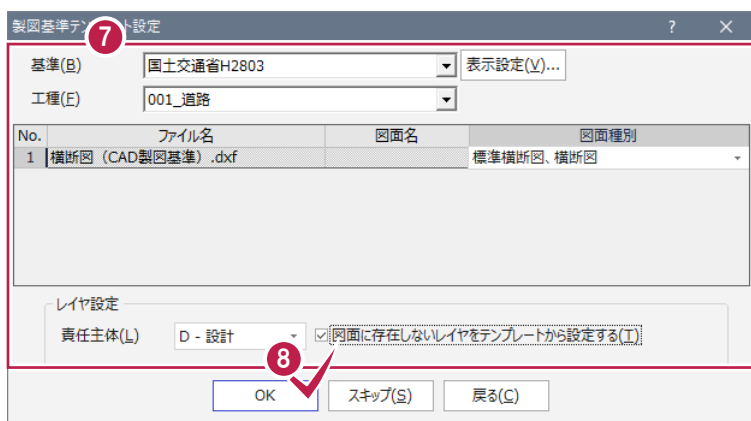 製図基準テンプレート設定 ? ×
7
基準(B) 国土交通省H2803 表示設定(V)...
工種(F) 001_道路
No. ファイル名 図面名 図面種別
1 横断図（CAD製図基準）.dxf 標準横断図、横断図
レイヤ設定
責任主体(L) D - 設計 図面に存在しないレイヤをテンプレートから設定する(T)
8
OK スキップ(S) 戻る(C)